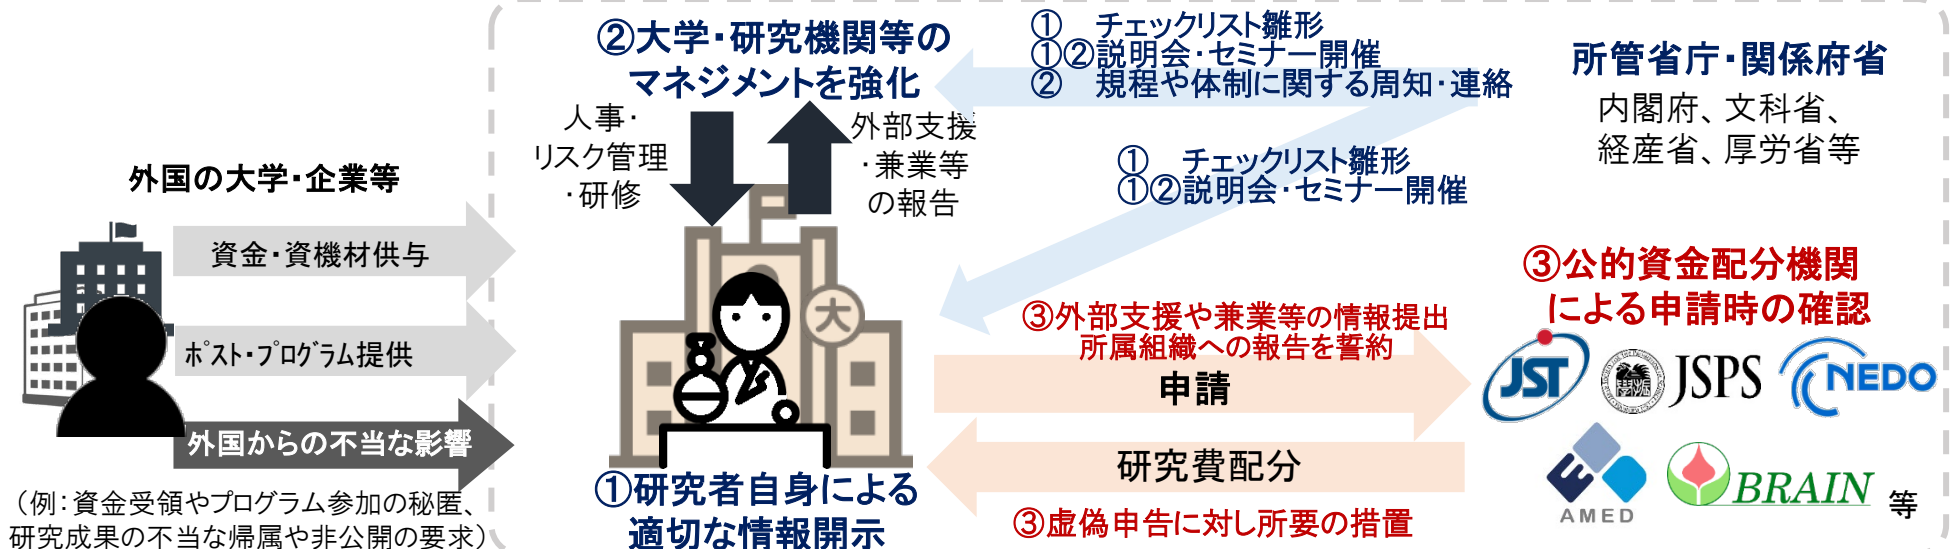 外国の大学・企業等
資金・資機材供与
ﾎﾟｽﾄ・ﾌﾟﾛｸﾞﾗﾑ提供
外国からの不当な影響
（例：資金受領やプログラム参加の秘匿、
研究成果の不当な帰属や非公開の要求）
②大学・研究機関等の
マネジメントを強化
人事・
リスク管理
・研修
外部支援
・兼業等
の報告
大
①研究者自身による
適切な情報開示
①　チェックリスト雛形
①②説明会・セミナー開催
②　規程や体制に関する周知・連絡
①　チェックリスト雛形
①②説明会・セミナー開催
所管省庁・関係府省
内閣府、文科省、
経産省、厚労省等
③外部支援や兼業等の情報提出
所属組織への報告を誓約
申請
研究費配分
③虚偽申告に対し所要の措置
③公的資金配分機関
による申請時の確認
JST
JSPS
NEDO
AMED
BRAIN
等